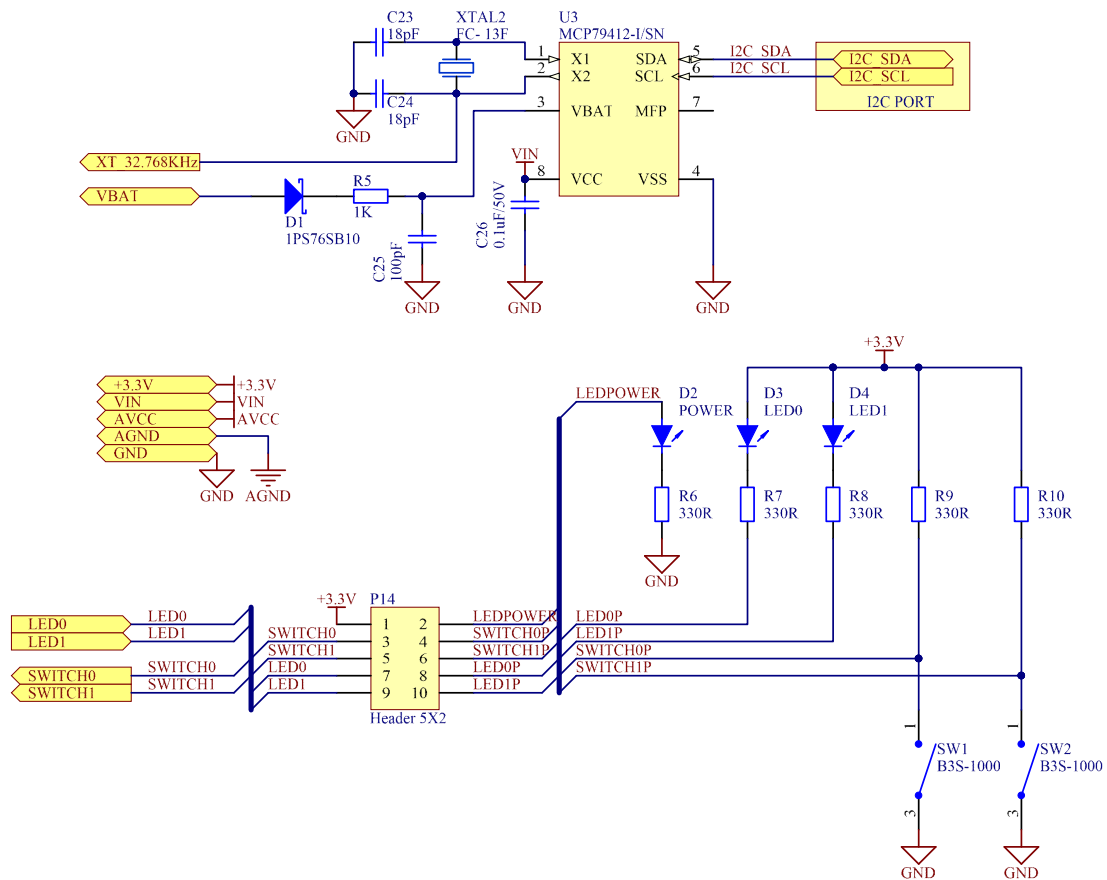 C23
18pF
XTAL2
FC- 13F
U3
MCP79412-I/SN
1
X1
SDA
5
I2C_SDA
I2C_SDA
2
X2
SCL
6
I2C_SCL
I2C_SCL
I2C PORT
C24
18pF
GND
3
VBAT
MFP
7
XT_32.768KHz
VIN
8
VCC
VSS
4
VBAT
R5
1K
D1
1PS76SB10
C25
100pF
C26
0.1uF/50V
GND
GND
GND
+3.3V
+3.3V
+3.3V
VIN
VIN
AVCC
AVCC
AGND
GND
GND
AGND
LEDPOWER
D2
POWER
D3
LED0
D4
LED1
R6
330R
R7
330R
R8
330R
R9
330R
R10
330R
GND
+3.3V
P14
LED0
LED0
LED1
LED1
SWITCH0
SWITCH0
SWITCH1
SWITCH1
SWITCH0
SWITCH1
LED0
LED1
1
2
3
4
5
6
7
8
9
10
Header 5X2
LEDPOWER
SWITCH0P
SWITCH1P
LED0P
LED1P
LED0P
LED1P
SWITCH0P
SWITCH1P
1
SW1
B3S-1000
3
GND
1
SW2
B3S-1000
3
GND